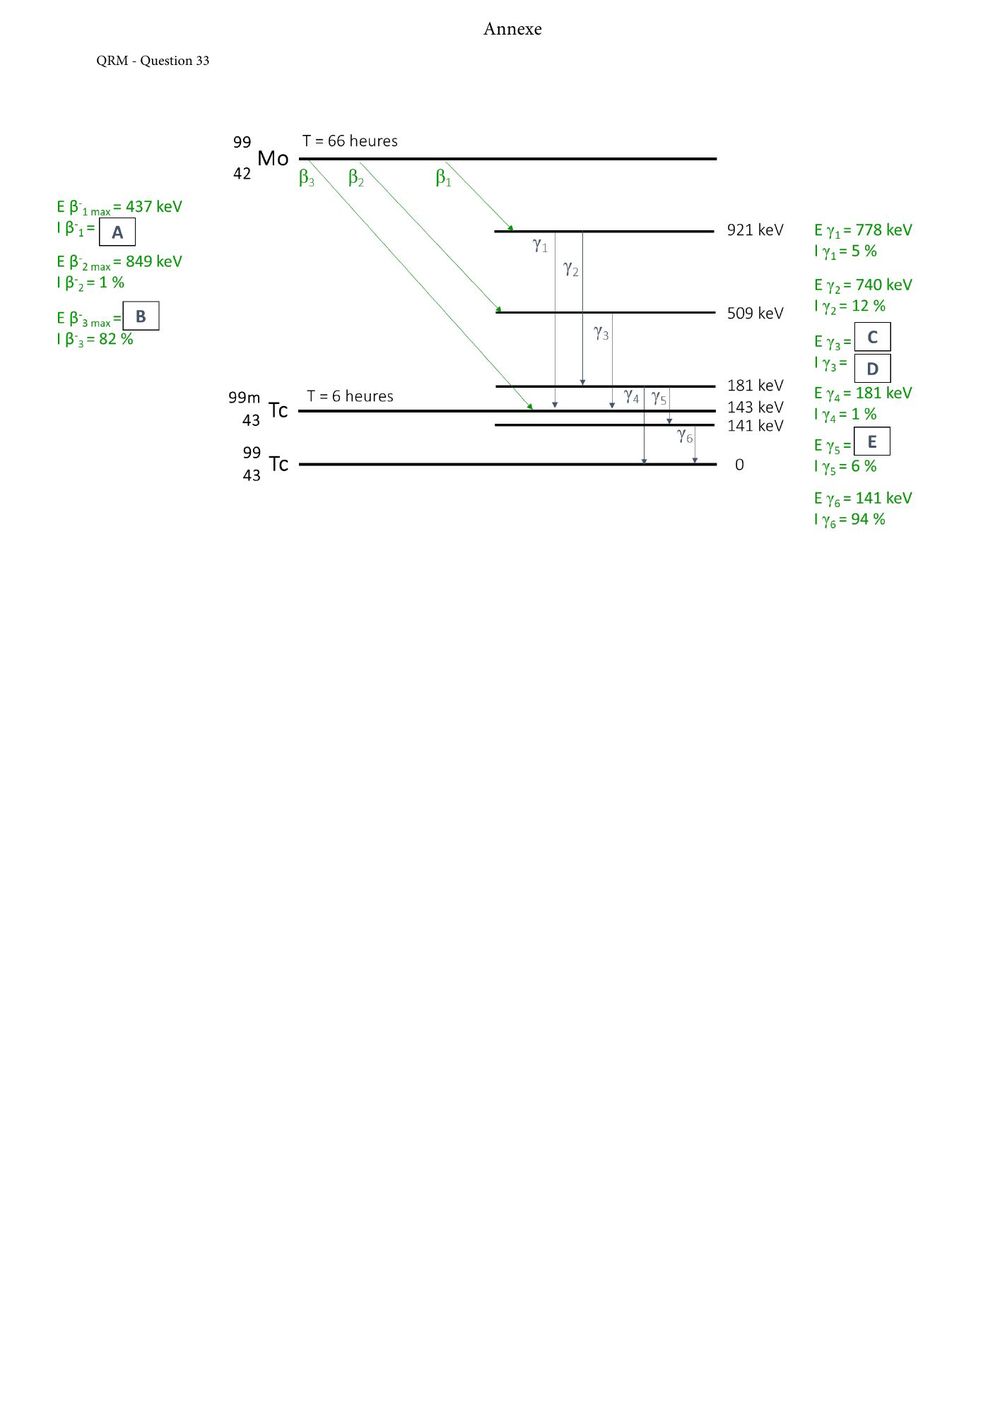 Annexe
QRM - Question 33
99
42
Mo
T = 66 heures
β3
β2
β1
E β-1 max = 437 keV
I β-1 = A
E β-2 max = 849 keV
I β-2 = 1 %
E β-3 max = B
I β-3 = 82 %
921 keV
γ1
γ2
509 keV
γ3
181 keV
γ4
γ5
99m
43
Tc
T = 6 heures
143 keV
141 keV
γ6
99
43
Tc
0
E γ1 = 778 keV
I γ1 = 5 %
E γ2 = 740 keV
I γ2 = 12 %
E γ3 = C
I γ3 = D
E γ4 = 181 keV
I γ4 = 1 %
E γ5 = E
I γ5 = 6 %
E γ6 = 141 keV
I γ6 = 94 %